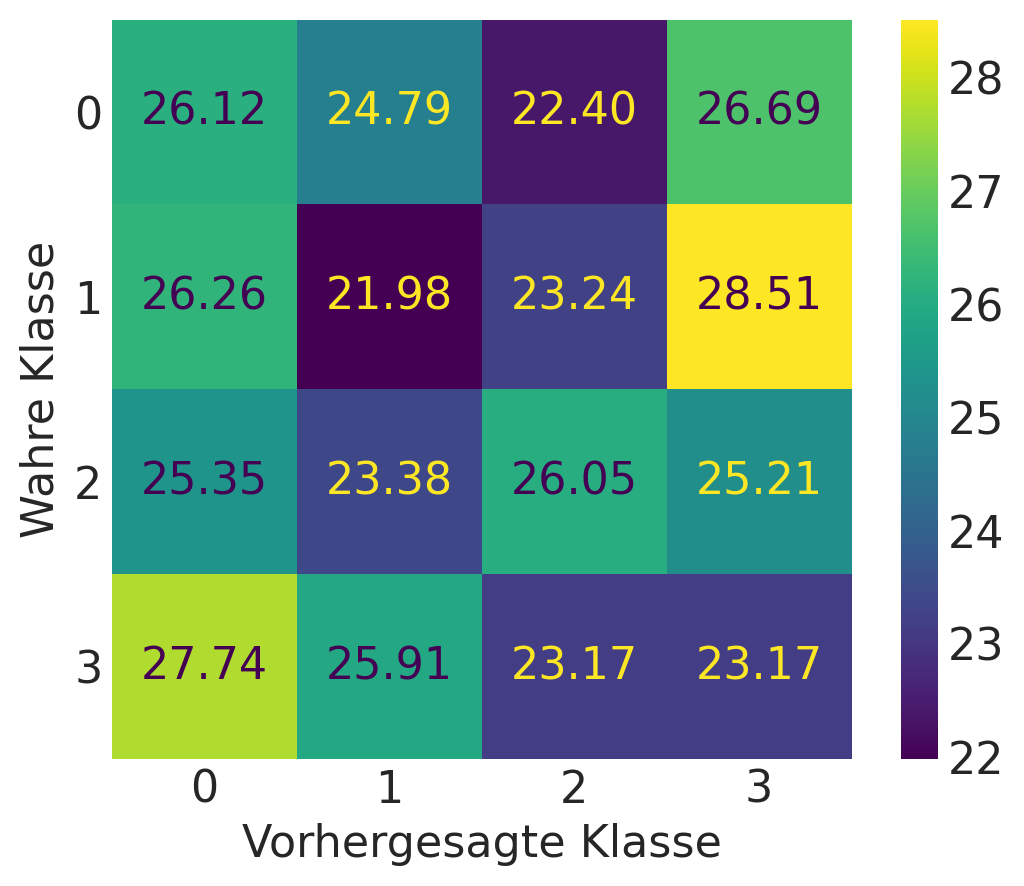 0 26.12 24.79 22.40 26.69
1 26.26 21.98 23.24 28.51
2 25.35 23.38 26.05 25.21
3 27.74 25.91 23.17 23.17
0 1 2 3
Vorhergesagte Klasse
Wahre Klasse
28
27
26
25
24
23
22